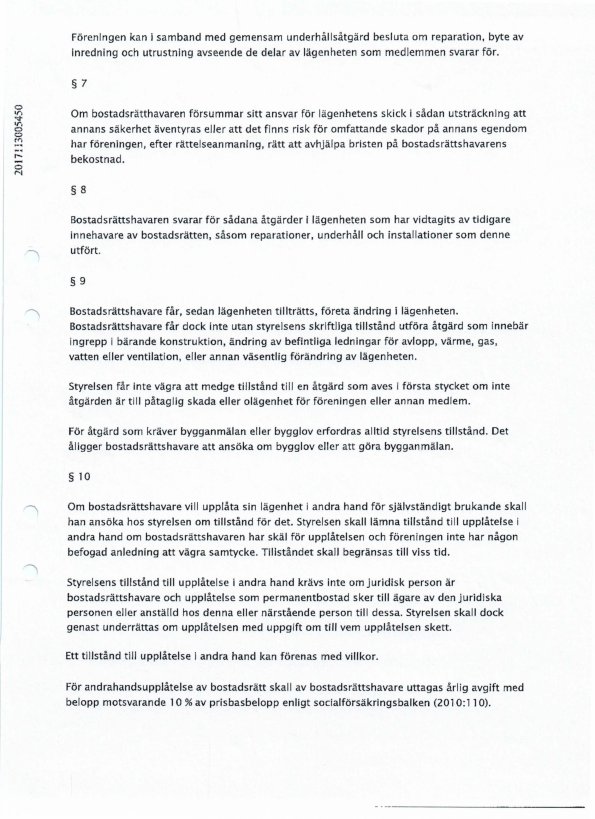 Föreningen kan i samband med gemensam underhållsåtgärd besluta om reparation, byte av
inredning och utrustning avseende de delar av lägenheten som medlemmen svarar för.
§ 7
2017113005450
Om bostadsrätthavaren försummar sitt ansvar för lägenhetens skick i sådan utsträckning att
annans säkerhet äventyras eller att det finns risk för omfattande skador på annans egendom
har föreningen, efter rättelseanmaning, rätt att avhjälpa bristen på bostadsrättshavarens
bekostnad.
§ 8
Bostadsrättshavaren svarar för sådana åtgärder i lägenheten som har vidtagits av tidigare
innehavare av bostadsrätten, såsom reparationer, underhåll och installationer som denne
utfört.
§ 9
Bostadsrättshavare får, sedan lägenheten tillträtts, företa ändring i lägenheten.
Bostadsrättshavare får dock inte utan styrelsens skriftliga tillstånd utföra åtgärd som innebär
ingrepp i bärande konstruktion, ändring av befintliga ledningar för avlopp, värme, gas,
vatten eller ventilation, eller annan väsentlig förändring av lägenheten.
Styrelsen får inte vägra att medge tillstånd till en åtgärd som aves i första stycket om inte
åtgärden är till påtaglig skada eller olägenhet för föreningen eller annan medlem.
För åtgärd som kräver bygganmälan eller bygglov erfordras alltid styrelsens tillstånd. Det
åligger bostadsrättshavare att ansöka om bygglov eller att göra bygganmälan.
§ 10
Om bostadsrättshavare vill upplåta sin lägenhet i andra hand för självständigt brukande skall
han ansöka hos styrelsen om tillstånd för det. Styrelsen skall lämna tillstånd till upplåtelse i
andra hand om bostadsrättshavaren har skäl för upplåtelsen och föreningen inte har någon
befogad anledning att vägra samtycke. Tillståndet skall begränsas till viss tid.
Styrelsens tillstånd till upplåtelse i andra hand krävs inte om juridisk person är
bostadsrättshavare och upplåtelse som permanentbostad sker till ägare av den juridiska
personen eller anställd hos denna eller närstående person till dessa. Styrelsen skall dock
genast underrättas om upplåtelsen med uppgift om till vem upplåtelsen skett.
Ett tillstånd till upplåtelse i andra hand kan förenas med villkor.
För andrahandsupplåtelse av bostadsrätt skall av bostadsrättshavare uttagas årlig avgift med
belopp motsvarande 10 % av prisbasbelopp enligt socialförsäkringsbalken (2010:110).